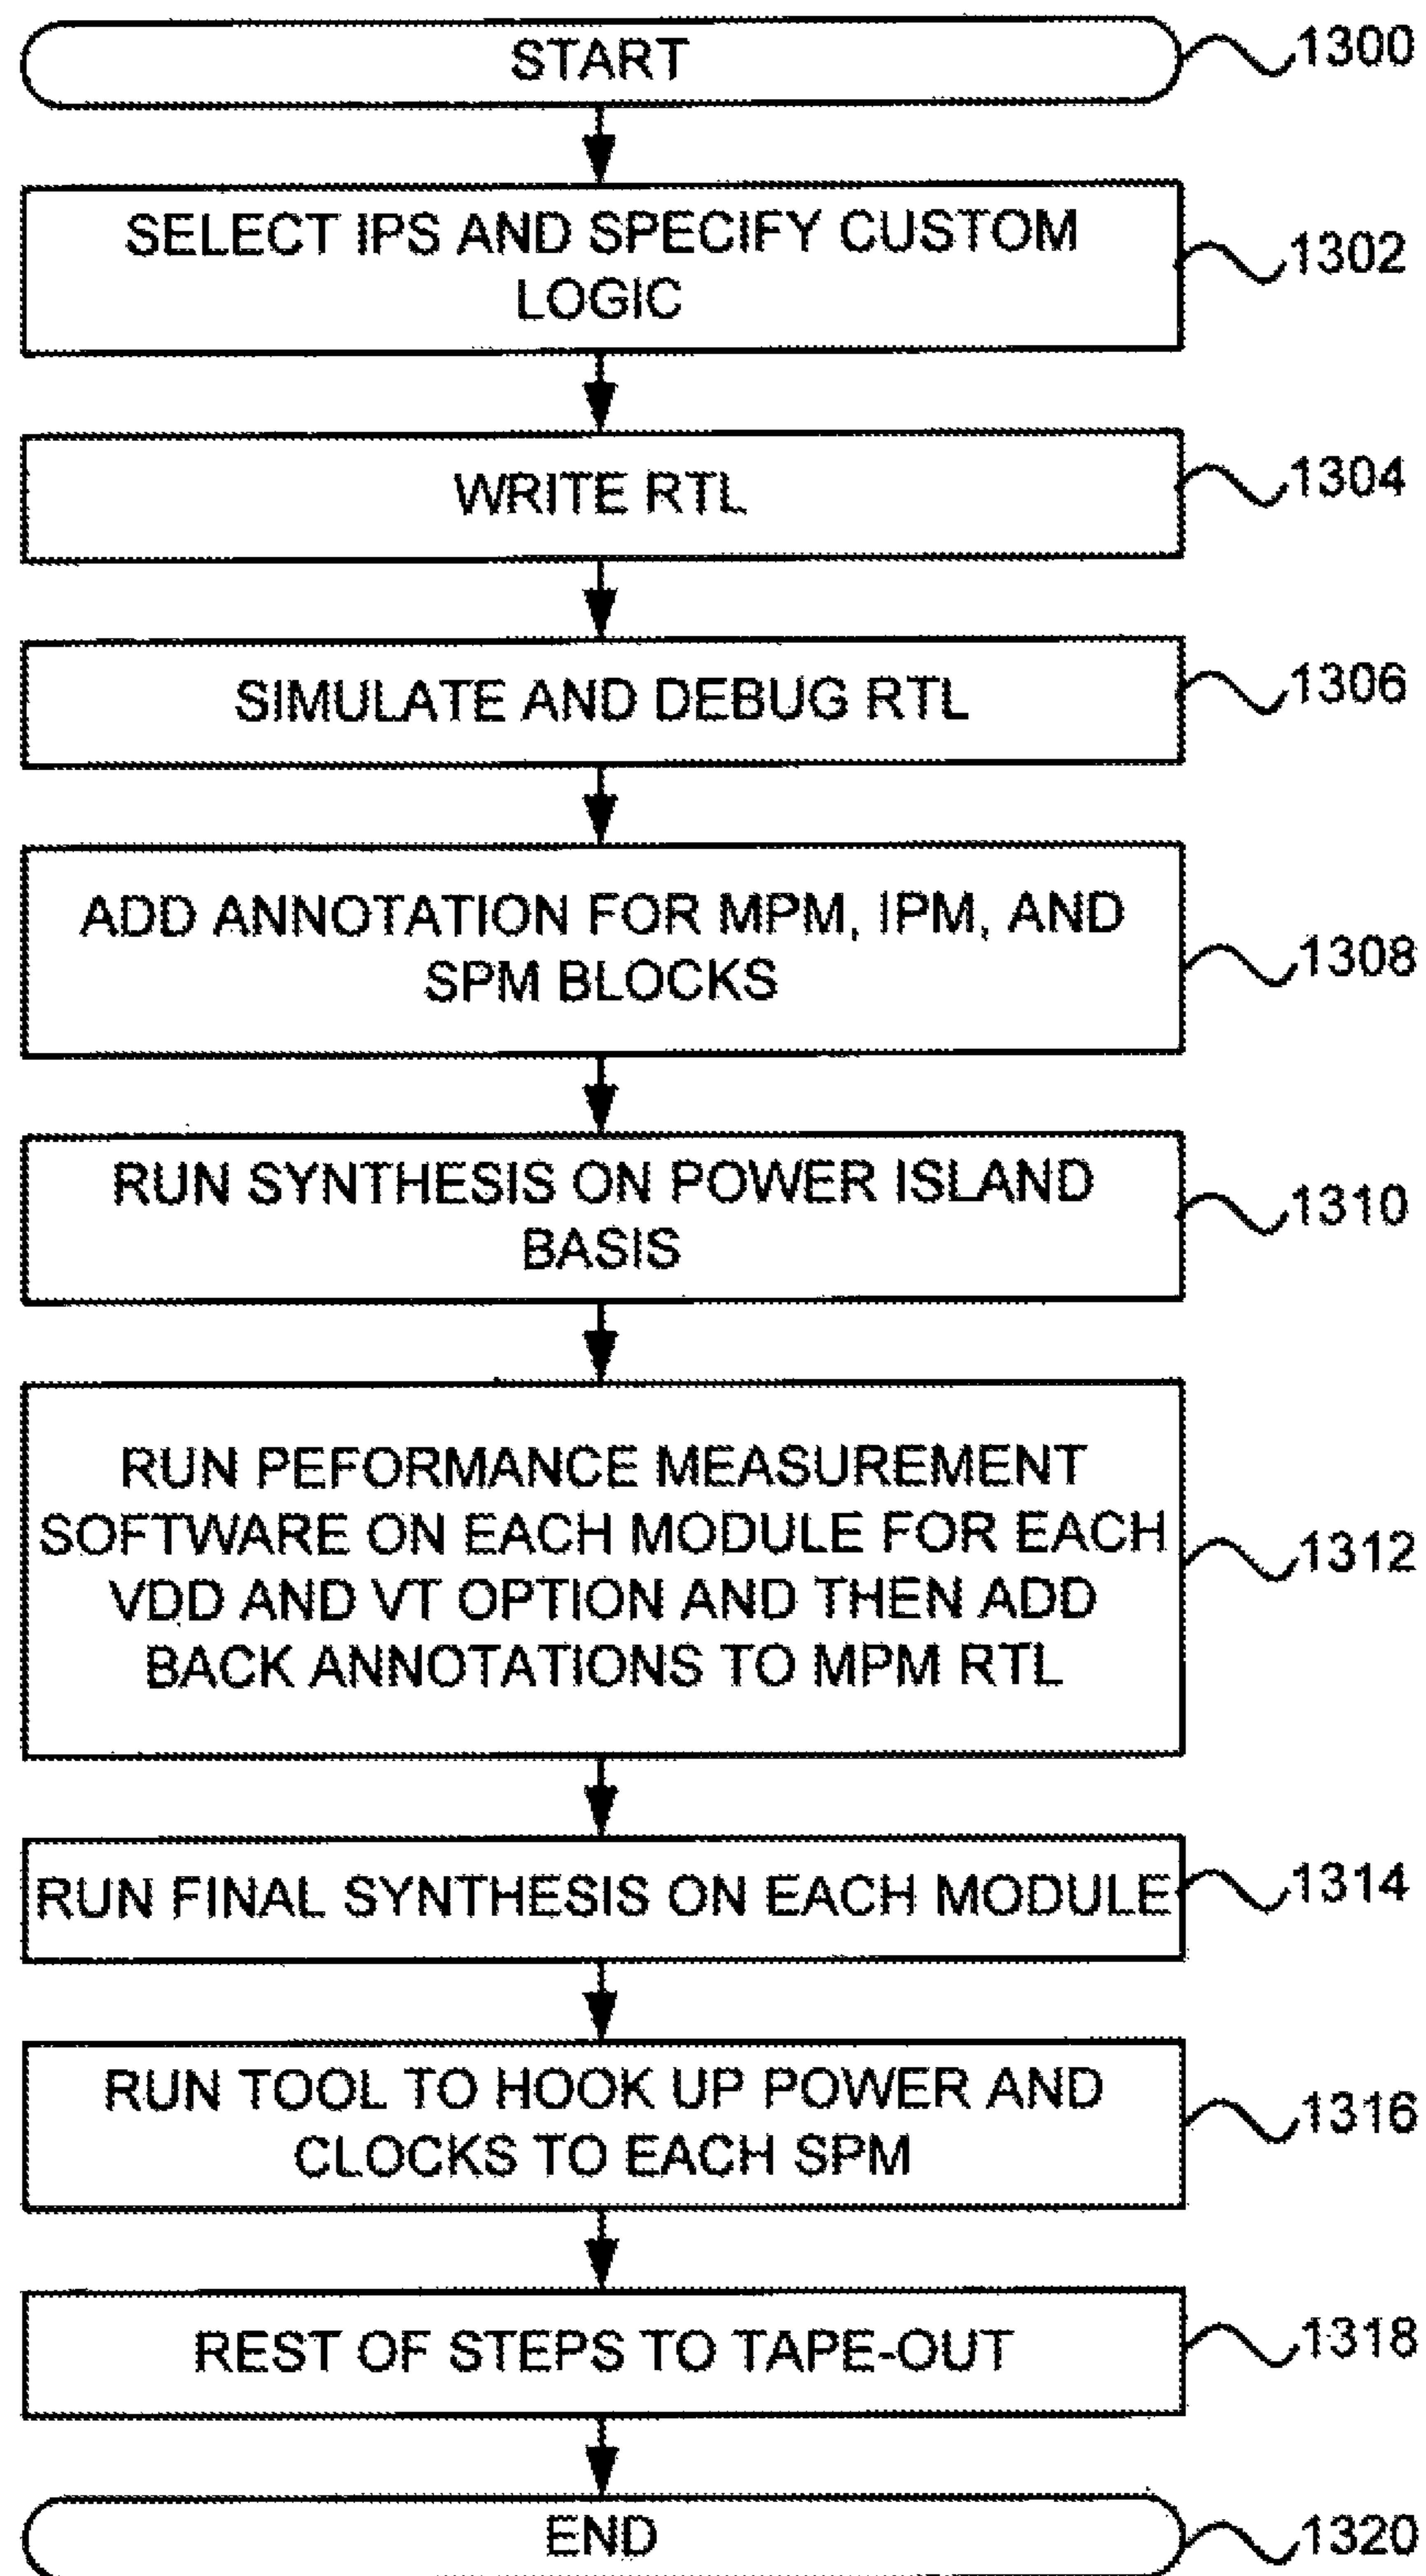 START
1300
SELECT IPS AND SPECIFY CUSTOM
LOGIC
1302
WRITE RTL
1304
SIMULATE AND DEBUG RTL
1306
ADD ANNOTATION FOR MPM, IPM, AND
SPM BLOCKS
1308
RUN SYNTHESIS ON POWER ISLAND
BASIS
1310
RUN PEFORMANCE MEASUREMENT
SOFTWARE ON EACH MODULE FOR EACH
VDD AND VT OPTION AND THEN ADD
BACK ANNOTATIONS TO MPM RTL
1312
RUN FINAL SYNTHESIS ON EACH MODULE
1314
RUN TOOL TO HOOK UP POWER AND
CLOCKS TO EACH SPM
1316
REST OF STEPS TO TAPE-OUT
1318
END
1320